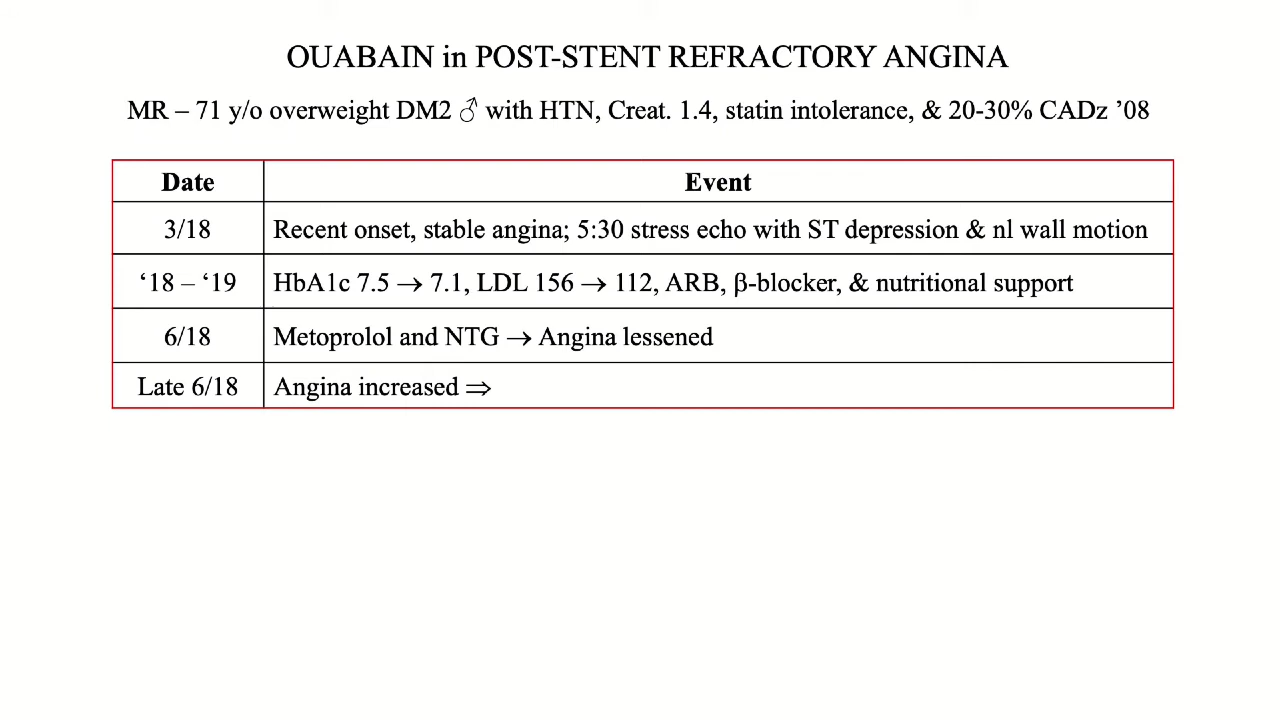 OUABAIN in POST-STENT REFRACTORY ANGINA
MR – 71 y/o overweight DM2 ♂ with HTN, Creat. 1.4, statin intolerance, & 20-30% CADz ’08
Date Event
3/18 Recent onset, stable angina; 5:30 stress echo with ST depression & nl wall motion
‘18 – ‘19 HbA1c 7.5 → 7.1, LDL 156 → 112, ARB, β-blocker, & nutritional support
6/18 Metoprolol and NTG → Angina lessened
Late 6/18 Angina increased ⇒